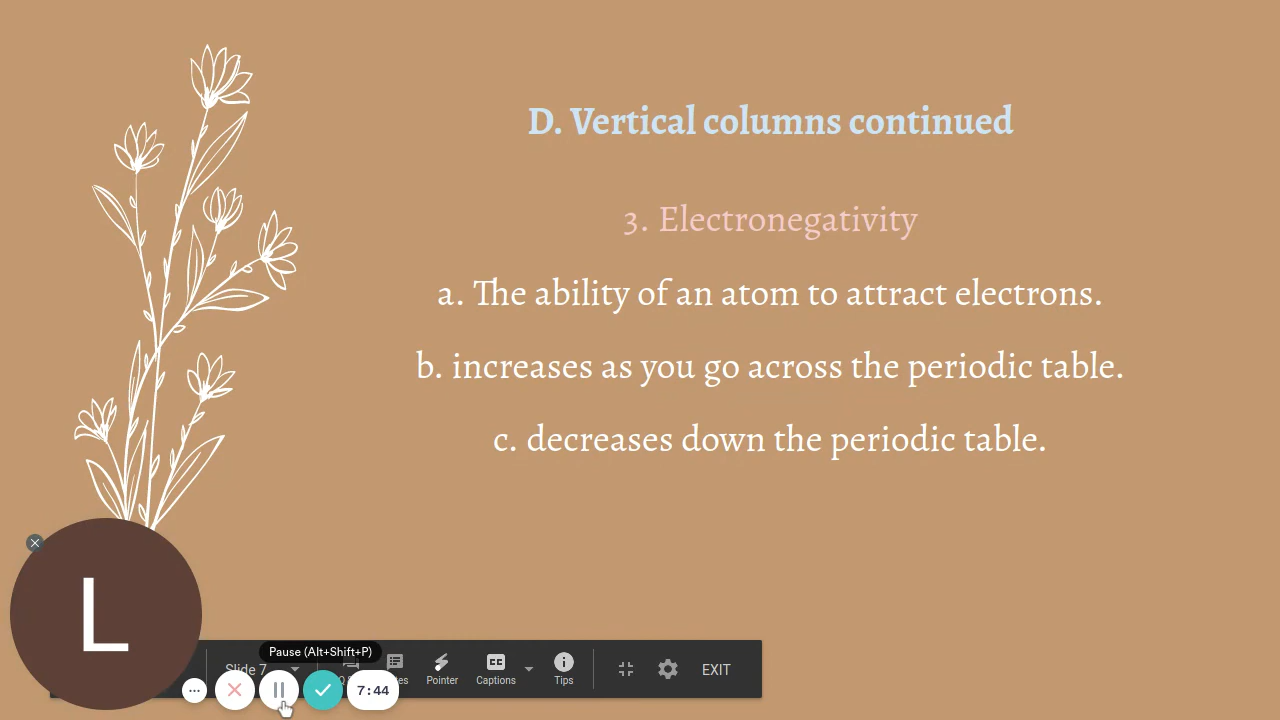 D. Vertical columns continued
3. Electronegativity
a. The ability of an atom to attract electrons.
b. increases as you go across the periodic table.
c. decreases down the periodic table.
L
Pause (Alt+Shift+P)
Slide 7
Pointer
Captions
Tips
EXIT
7:44